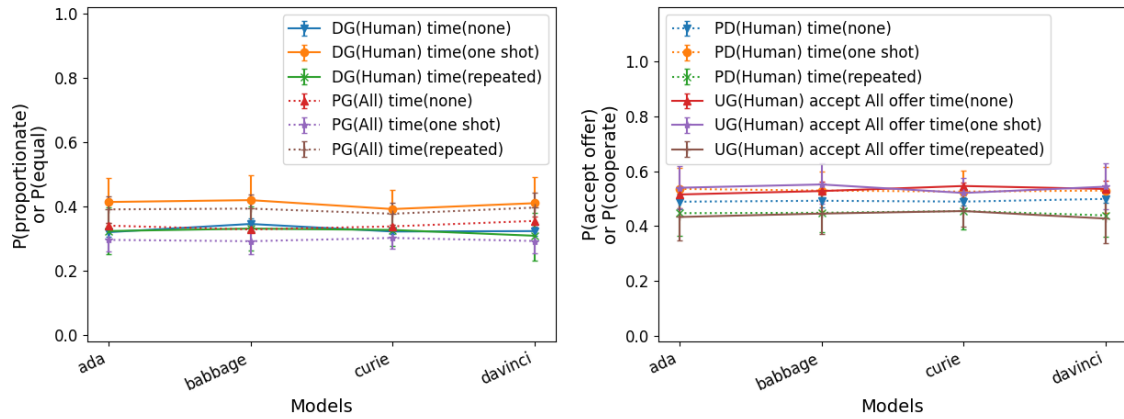 1.0
0.8
0.6
0.4
0.2
0.0
P(proportionate)
or P(equal)
DG(Human) time(none)
DG(Human) time(one shot)
DG(Human) time(repeated)
PG(All) time(none)
PG(All) time(one shot)
PG(All) time(repeated)
ada
babbage
curie
davinci
Models
1.0
0.8
0.6
0.4
0.2
0.0
P(accept offer)
or P(cooperate)
PD(Human) time(none)
PD(Human) time(one shot)
PD(Human) time(repeated)
UG(Human) accept All offer time(none)
UG(Human) accept All offer time(one shot)
UG(Human) accept All offer time(repeated)
ada
babbage
curie
davinci
Models